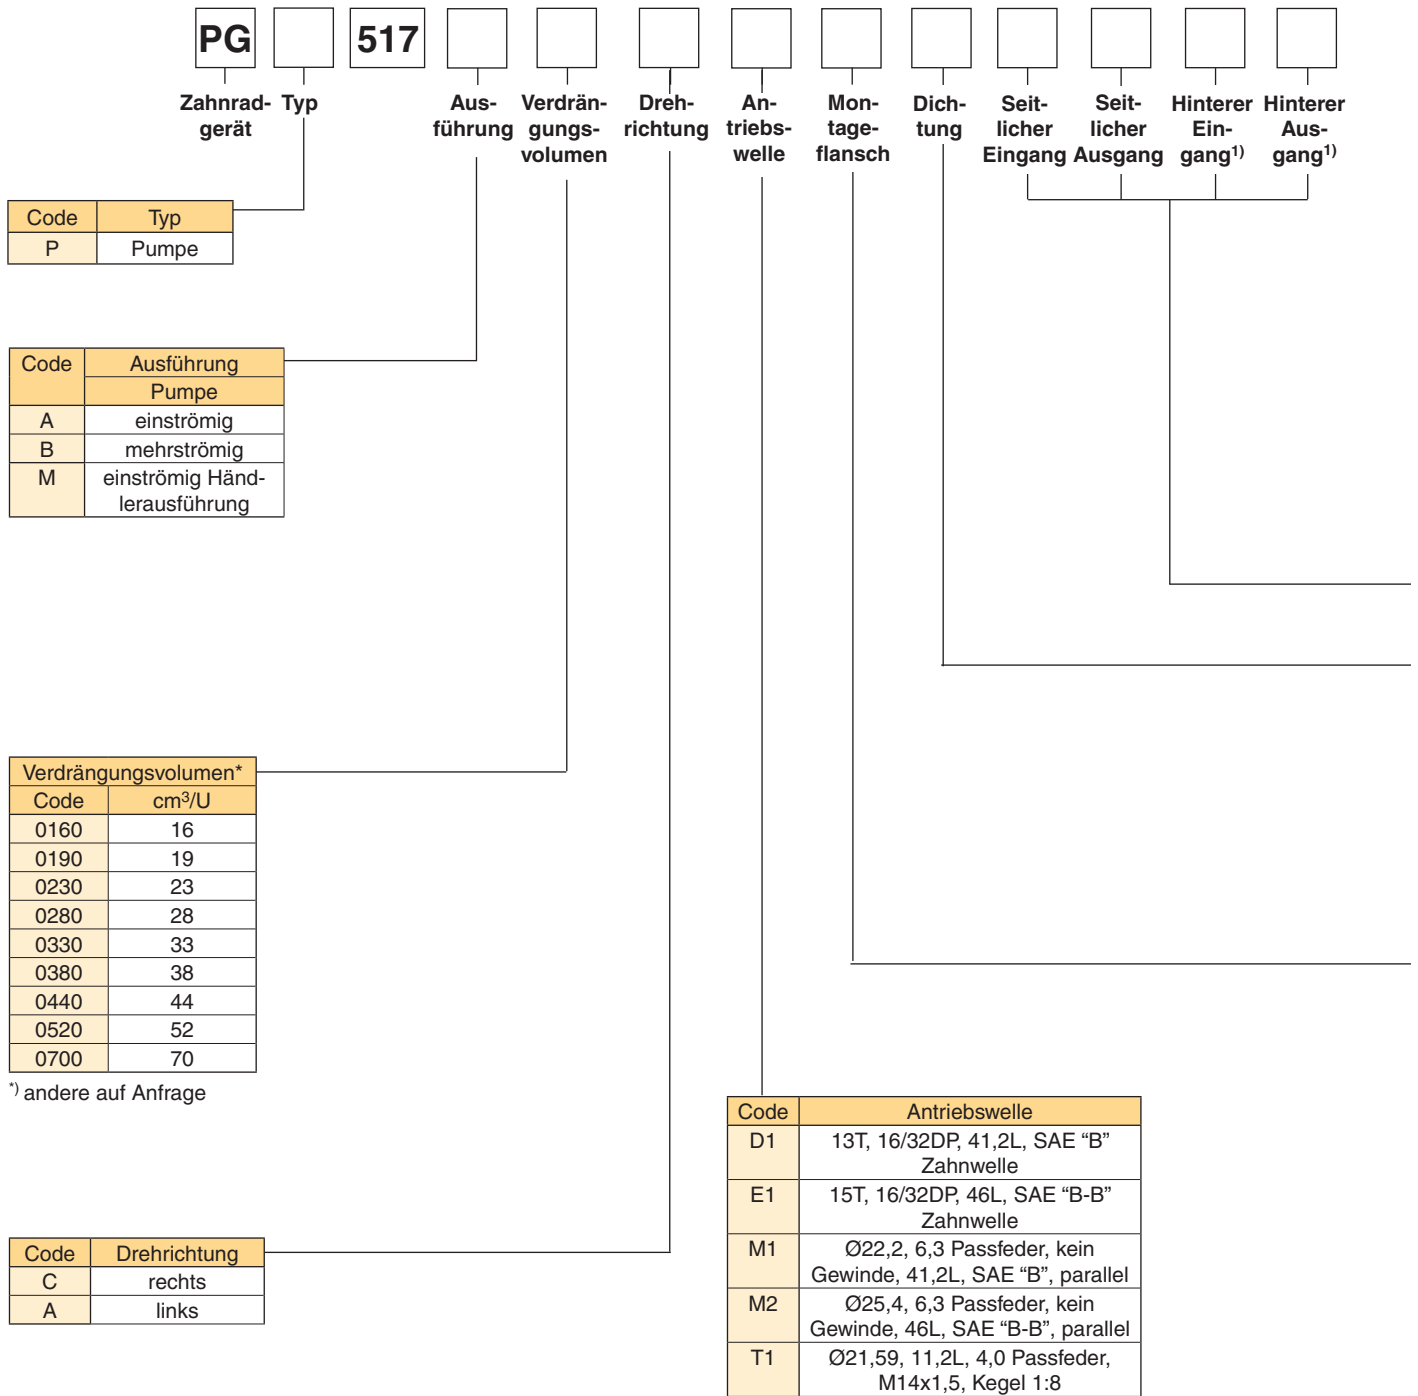 PG 517
Zahnrad- Typ Aus- Verdrän- Dreh- An- Mon- Dich- Seit- Seit- Hinterer Hinterer
gerät führung gungs- richtung triebs- tage- tung licher licher Ein- Aus-
volumen welle flansch Eingang Ausgang gang1) gang1)
Code Typ
P Pumpe
Code Ausführung
Pumpe
A einströmig
B mehrströmig
M einströmig Händ-
lerausführung
Verdrängungsvolumen*
Code cm³/U
0160 16
0190 19
0230 23
0280 28
0330 33
0380 38
0440 44
0520 52
0700 70
*) andere auf Anfrage
Code Drehrichtung
C rechts
A links
Code Antriebswelle
D1 13T, 16/32DP, 41,2L, SAE “B”
Zahnwelle
E1 15T, 16/32DP, 46L, SAE “B-B”
Zahnwelle
M1 Ø22,2, 6,3 Passfeder, kein
Gewinde, 41,2L, SAE “B”, parallel
M2 Ø25,4, 6,3 Passfeder, kein
Gewinde, 46L, SAE “B-B”, parallel
T1 Ø21,59, 11,2L, 4,0 Passfeder,
M14x1,5, Kegel 1:8